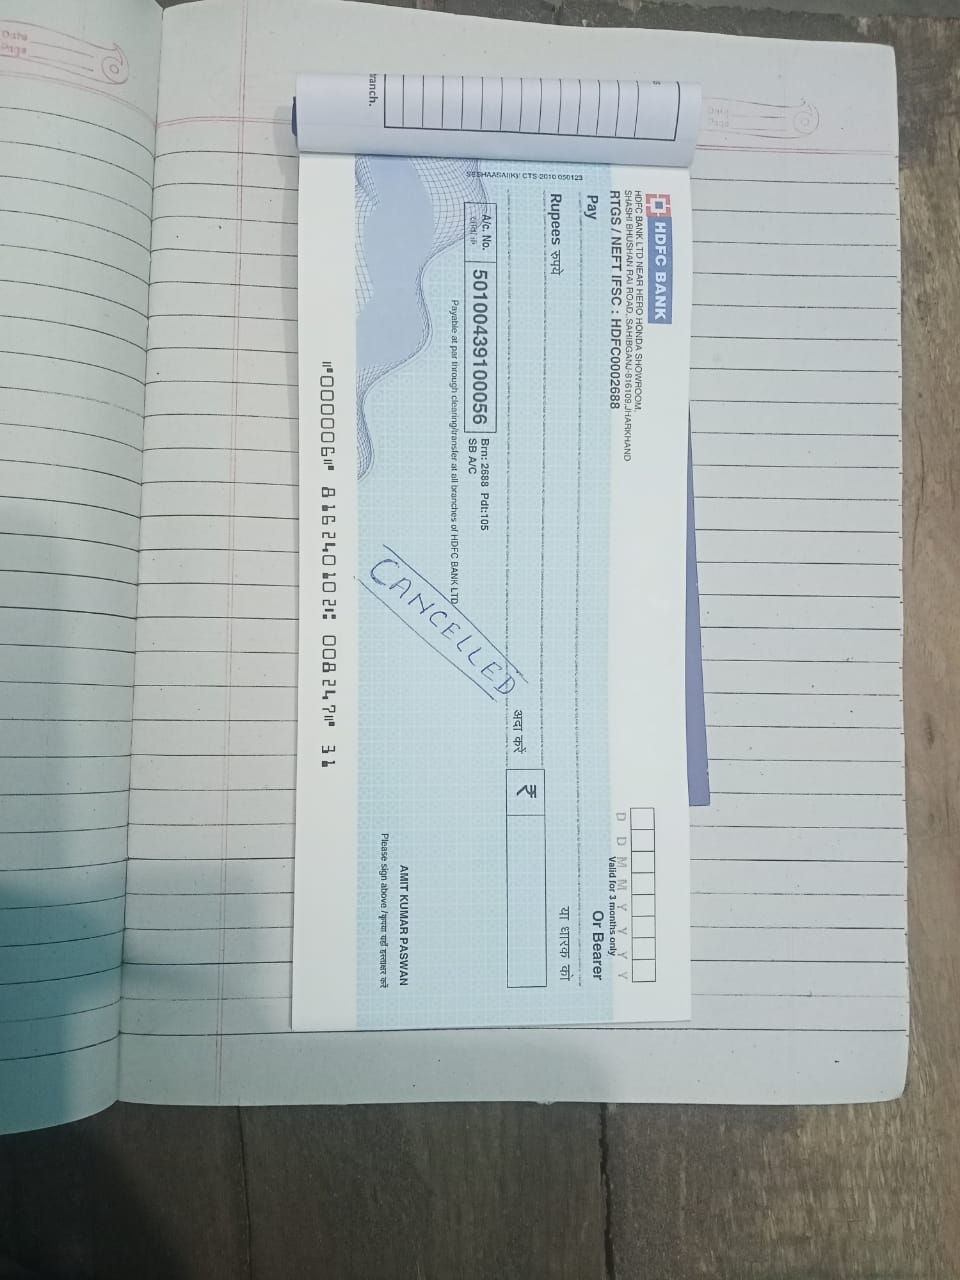 Date
Page
Date
Page
ranch.
SESHAASAI(K)/ CTS-2010 050123
HDFC BANK
HDFC BANK LTD NEAR HERO HONDA SHOWROOM,
SHASHI BHUSHAN RAI ROAD, SAHIBGANJ-816109,JHARKHAND
RTGS / NEFT IFSC : HDFC0002688
D D M M Y Y Y Y
Valid for 3 months only
Pay
Or Bearer
या धारक को
Rupees रुपये
अदा करें
₹
A/c. No.
50100439100056
Brn: 2688 Pdt:105
SB A/C
Payable at par through clearing/transfer at all branches of HDFC BANK LTD
CANCELLED
AMIT KUMAR PASWAN
Please sign above /कृपया यहाँ हस्ताक्षर करें
⑈000006⑈ 816240102⑆ 008247⑈ 31